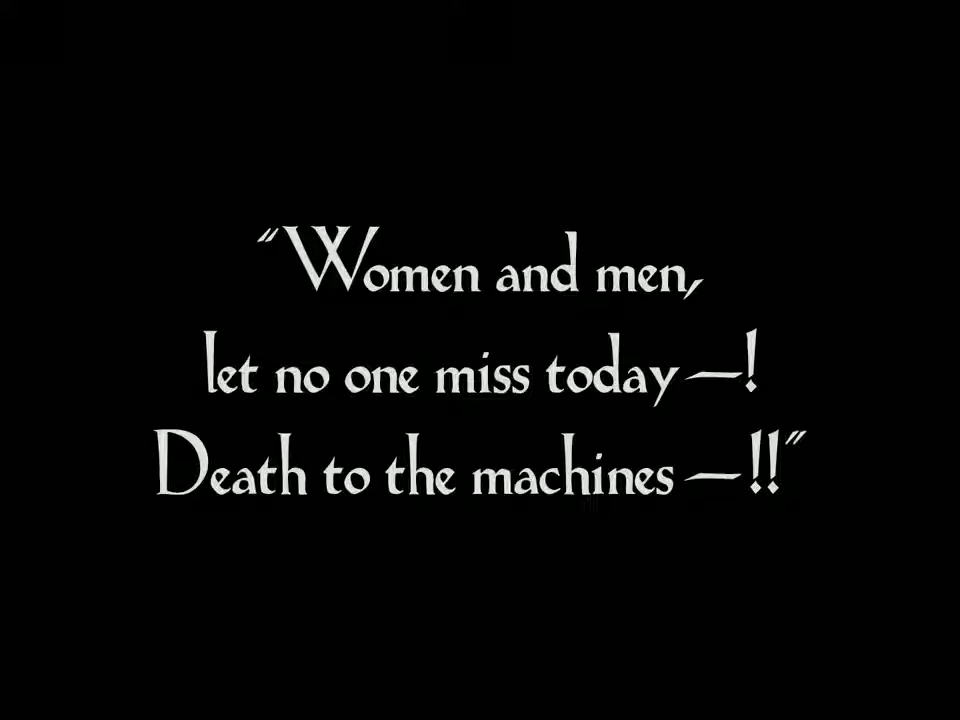 “Women and men,
let no one miss today —!
Death to the machines —!!”